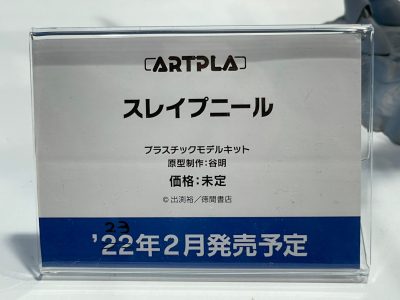 ARTPLA
スレイプニール
プラスチックモデルキット
原型制作：谷明
価格：未定
© 出渕裕／徳間書店
23
'22年2月発売予定